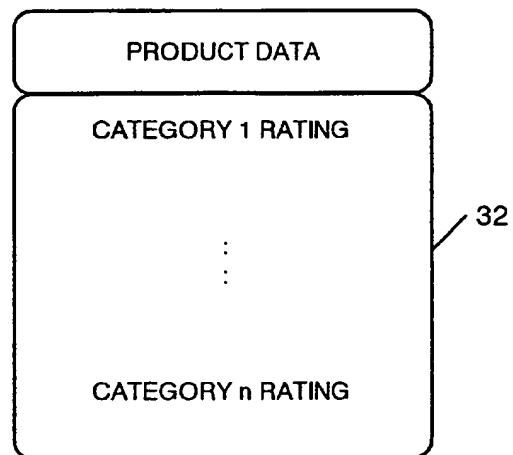 PRODUCT DATA
CATEGORY 1 RATING
32
CATEGORY n RATING